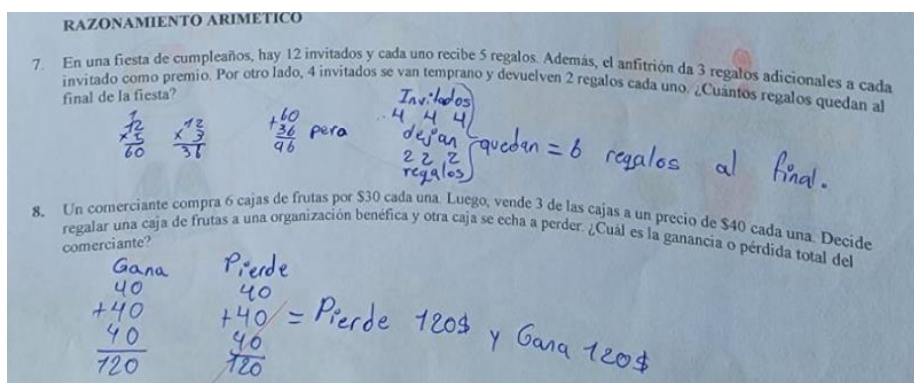 RAZONAMIENTO ARIMETICO
7. En una fiesta de cumpleaños, hay 12 invitados y cada uno recibe 5 regalos. Además, el anfitrión da 3 regalos adicionales a cada
invitado como premio. Por otro lado, 4 invitados se van temprano y devuelven 2 regalos cada uno. ¿Cuántos regalos quedan al
final de la fiesta?
1
12
x 5
60
12
x 3
36
+60
36
96
pera
Invitados
4 4 4
dejan
2 2 2
regalos
quedan = 6 regalos al final.
8. Un comerciante compra 6 cajas de frutas por $30 cada una. Luego, vende 3 de las cajas a un precio de $40 cada una. Decide
regalar una caja de frutas a una organización benéfica y otra caja se echa a perder. ¿Cuál es la ganancia o pérdida total del
comerciante?
Gana
40
+40
40
120
Pierde
40
+40
40
120
= Pierde 120$ y Gana 120$